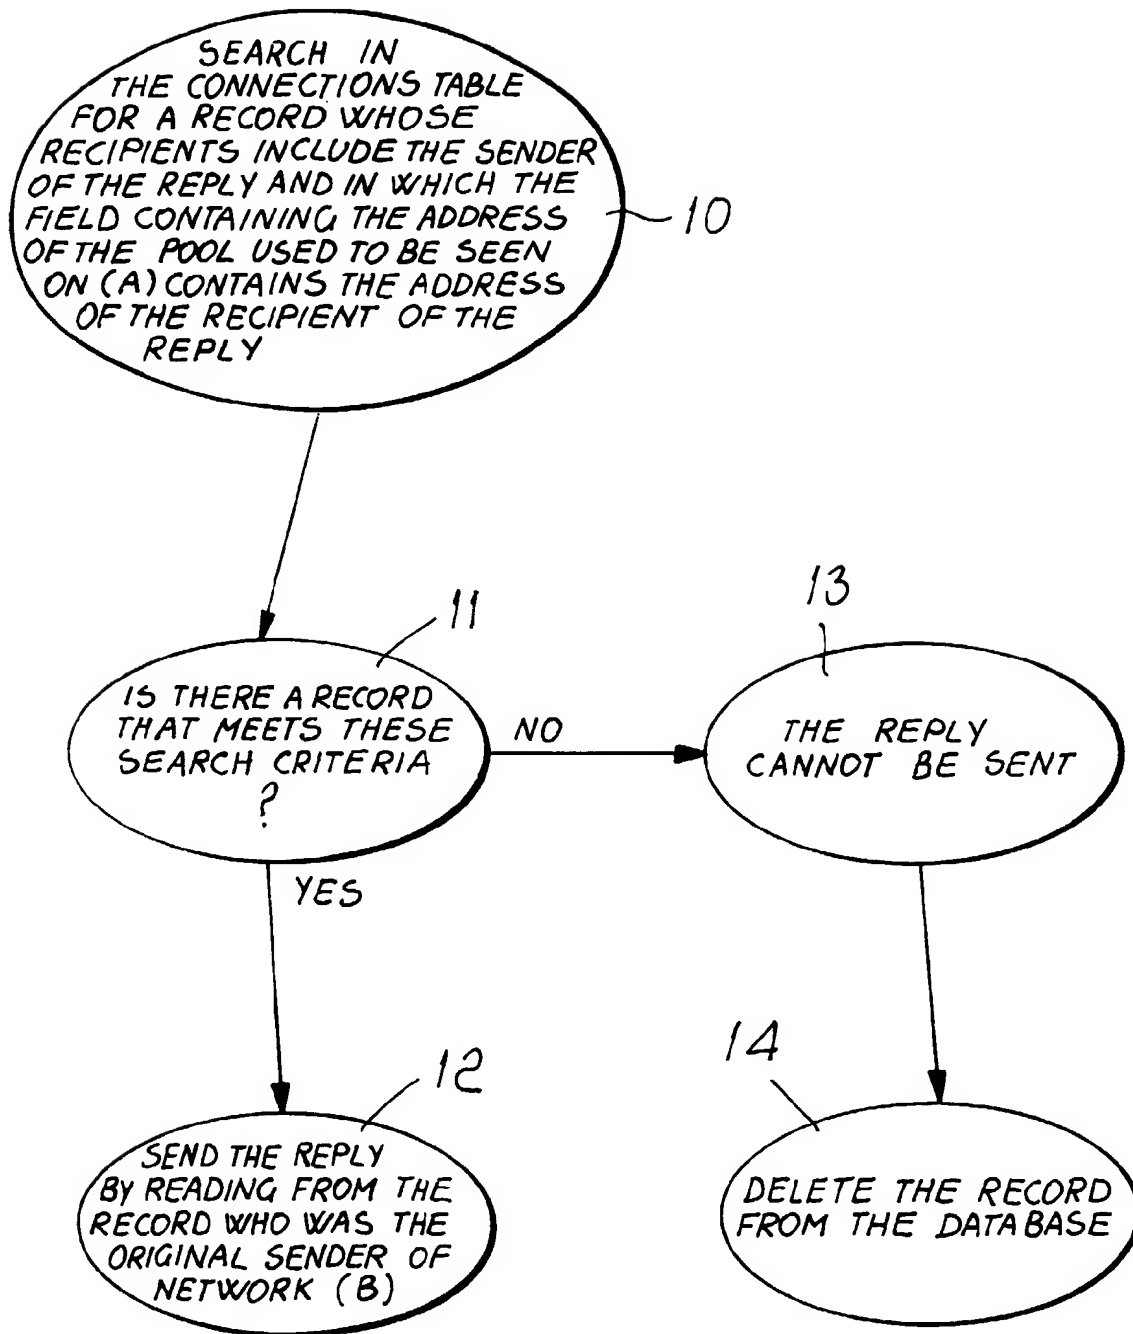 SEARCH IN
THE CONNECTIONS TABLE
FOR A RECORD WHOSE
RECIPIENTS INCLUDE THE SENDER
OF THE REPLY AND IN WHICH THE
FIELD CONTAINING THE ADDRESS
OF THE POOL USED TO BE SEEN
ON (A) CONTAINS THE ADDRESS
OF THE RECIPIENT OF THE
REPLY
10
11
IS THERE A RECORD
THAT MEETS THESE
SEARCH CRITERIA
?
NO
YES
13
THE REPLY
CANNOT BE SENT
12
SEND THE REPLY
BY READING FROM THE
RECORD WHO WAS THE
ORIGINAL SENDER OF
NETWORK (B)
14
DELETE THE RECORD
FROM THE DATABASE